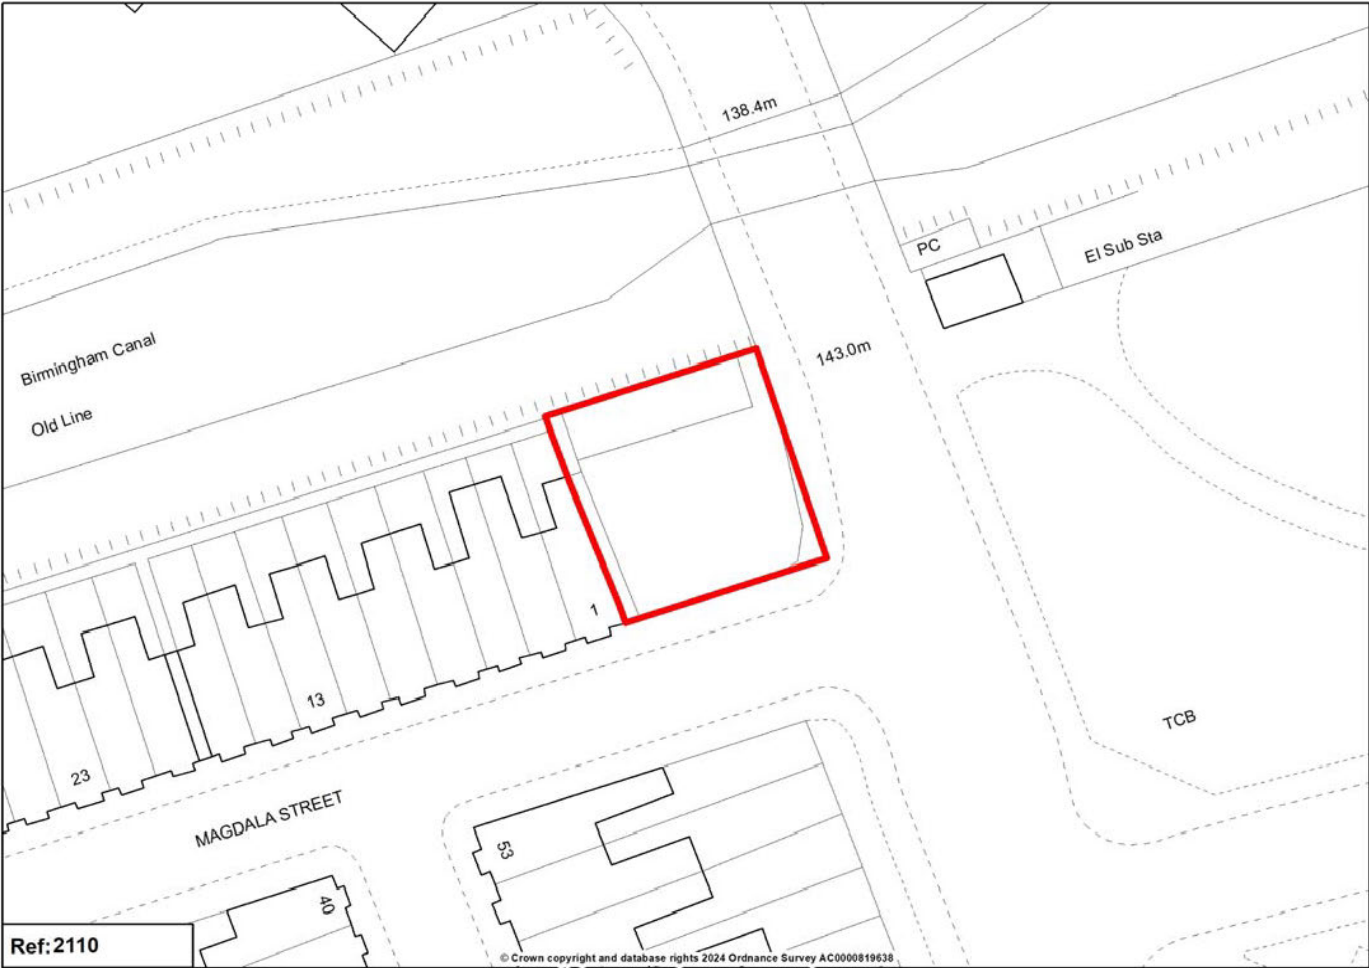 138.4m
PC
El Sub Sta
143.0m
Birmingham Canal
Old Line
1
13
23
TCB
MAGDALA STREET
53
40
Ref:2110
© Crown copyright and database rights 2024 Ordnance Survey AC0000819638